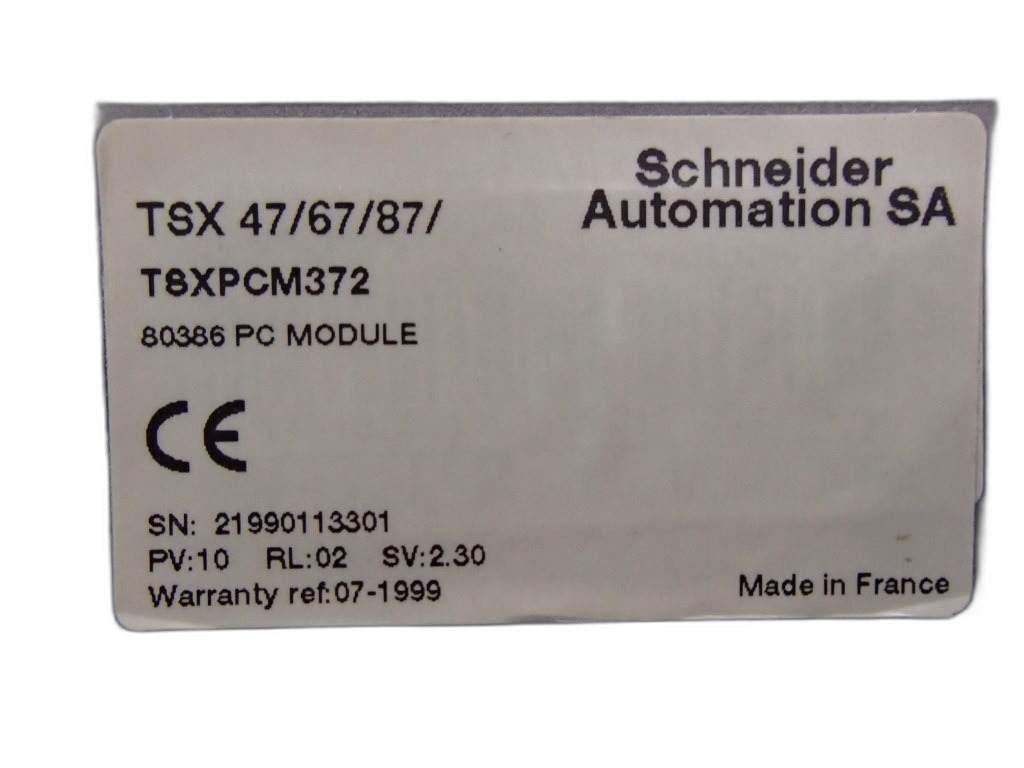 Schneider
Automation SA
TSX 47/67/87/
TSXPCM372
80386 PC MODULE
CE
SN: 21990113301
PV:10 RL:02 SV:2.30
Warranty ref:07-1999
Made in France